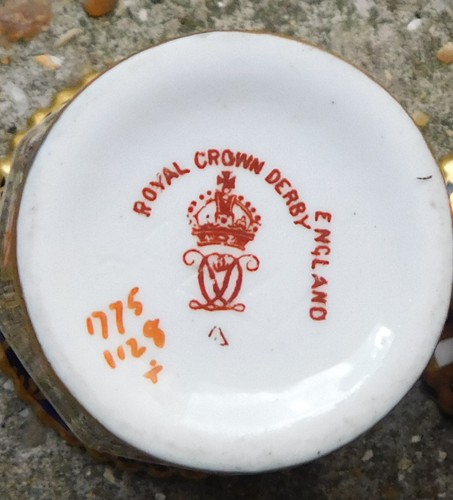 ROYAL CROWN DERBY
ENGLAND
1775
1128